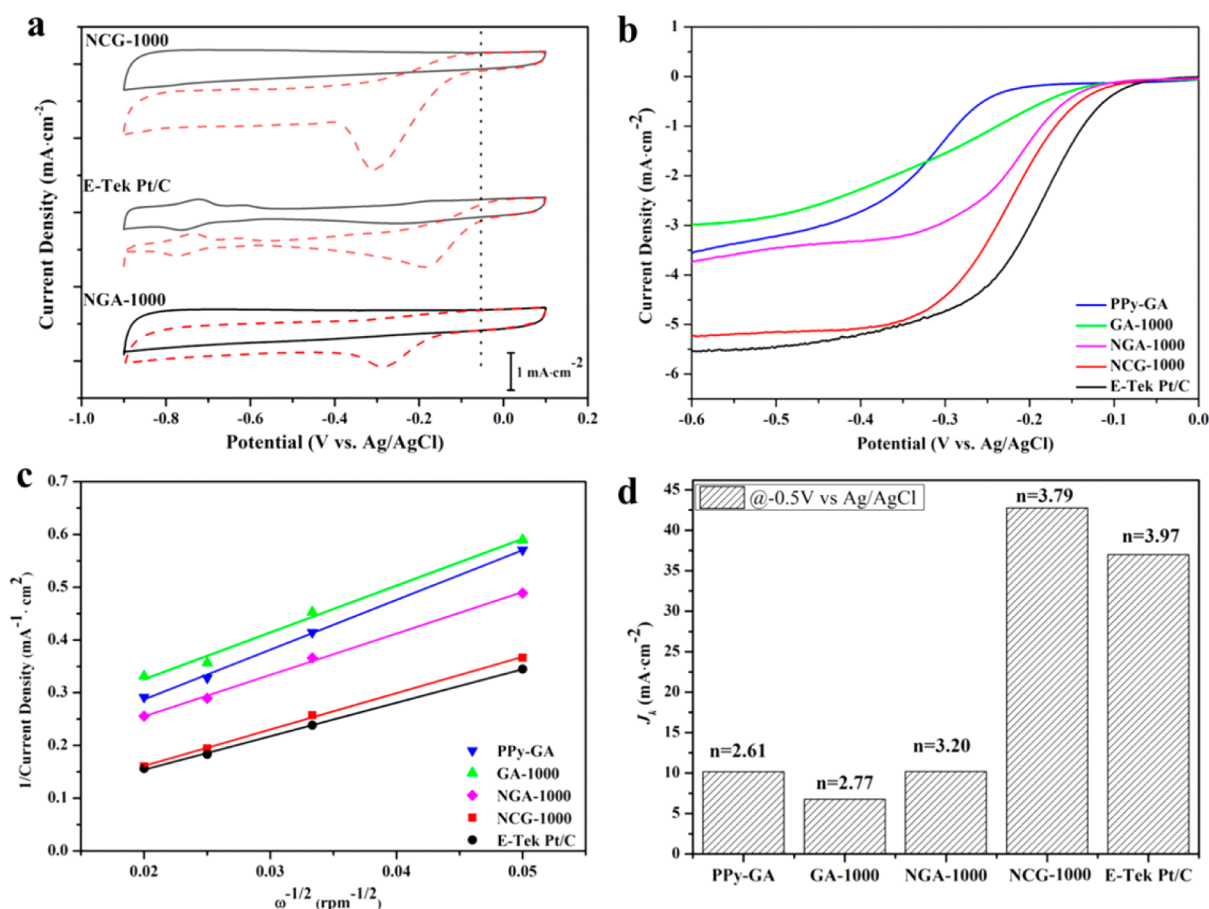 a
NCG-1000
E-Tek Pt/C
NGA-1000
1 mA·cm-2
Current Density (mA·cm-2)
-1.0 -0.8 -0.6 -0.4 -0.2 0.0 0.2
Potential (V vs. Ag/AgCl)
b
1
0
-1
-2
-3
-4
-5
-6
Current Density (mA·cm-2)
PPy-GA
GA-1000
NGA-1000
NCG-1000
E-Tek Pt/C
-0.6 -0.5 -0.4 -0.3 -0.2 -0.1 0.0
Potential (V vs. Ag/AgCl)
c
0.7
0.6
0.5
0.4
0.3
0.2
0.1
0.0
1/Current Density (mA-1· cm2)
PPy-GA
GA-1000
NGA-1000
NCG-1000
E-Tek Pt/C
0.02 0.03 0.04 0.05
ω-1/2 (rpm-1/2)
d
45
40
35
30
25
20
15
10
5
0
Jk (mA·cm-2)
@-0.5V vs Ag/AgCl
n=2.61
n=2.77
n=3.20
n=3.79
n=3.97
PPy-GA GA-1000 NGA-1000 NCG-1000 E-Tek Pt/C